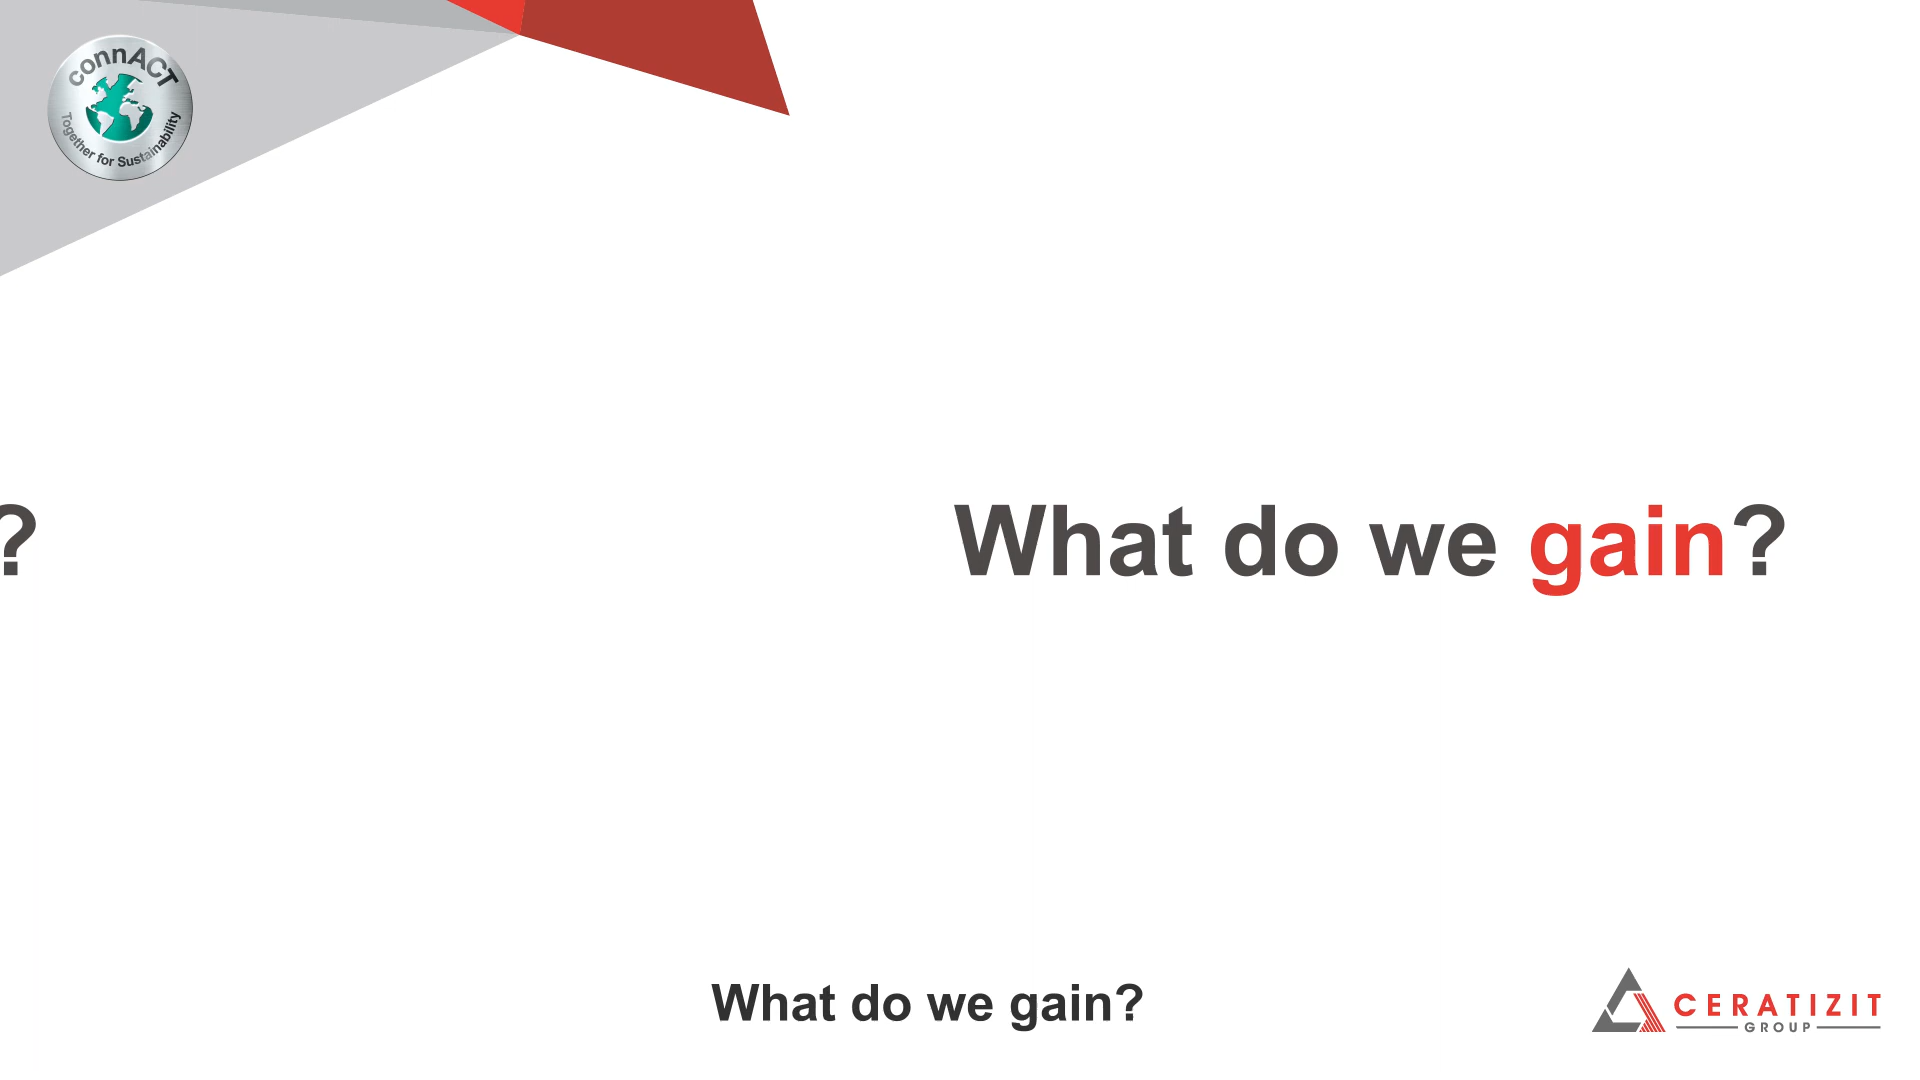 connACT
Together for Sustainability
?
What do we gain?
What do we gain?
CERATIZIT
GROUP